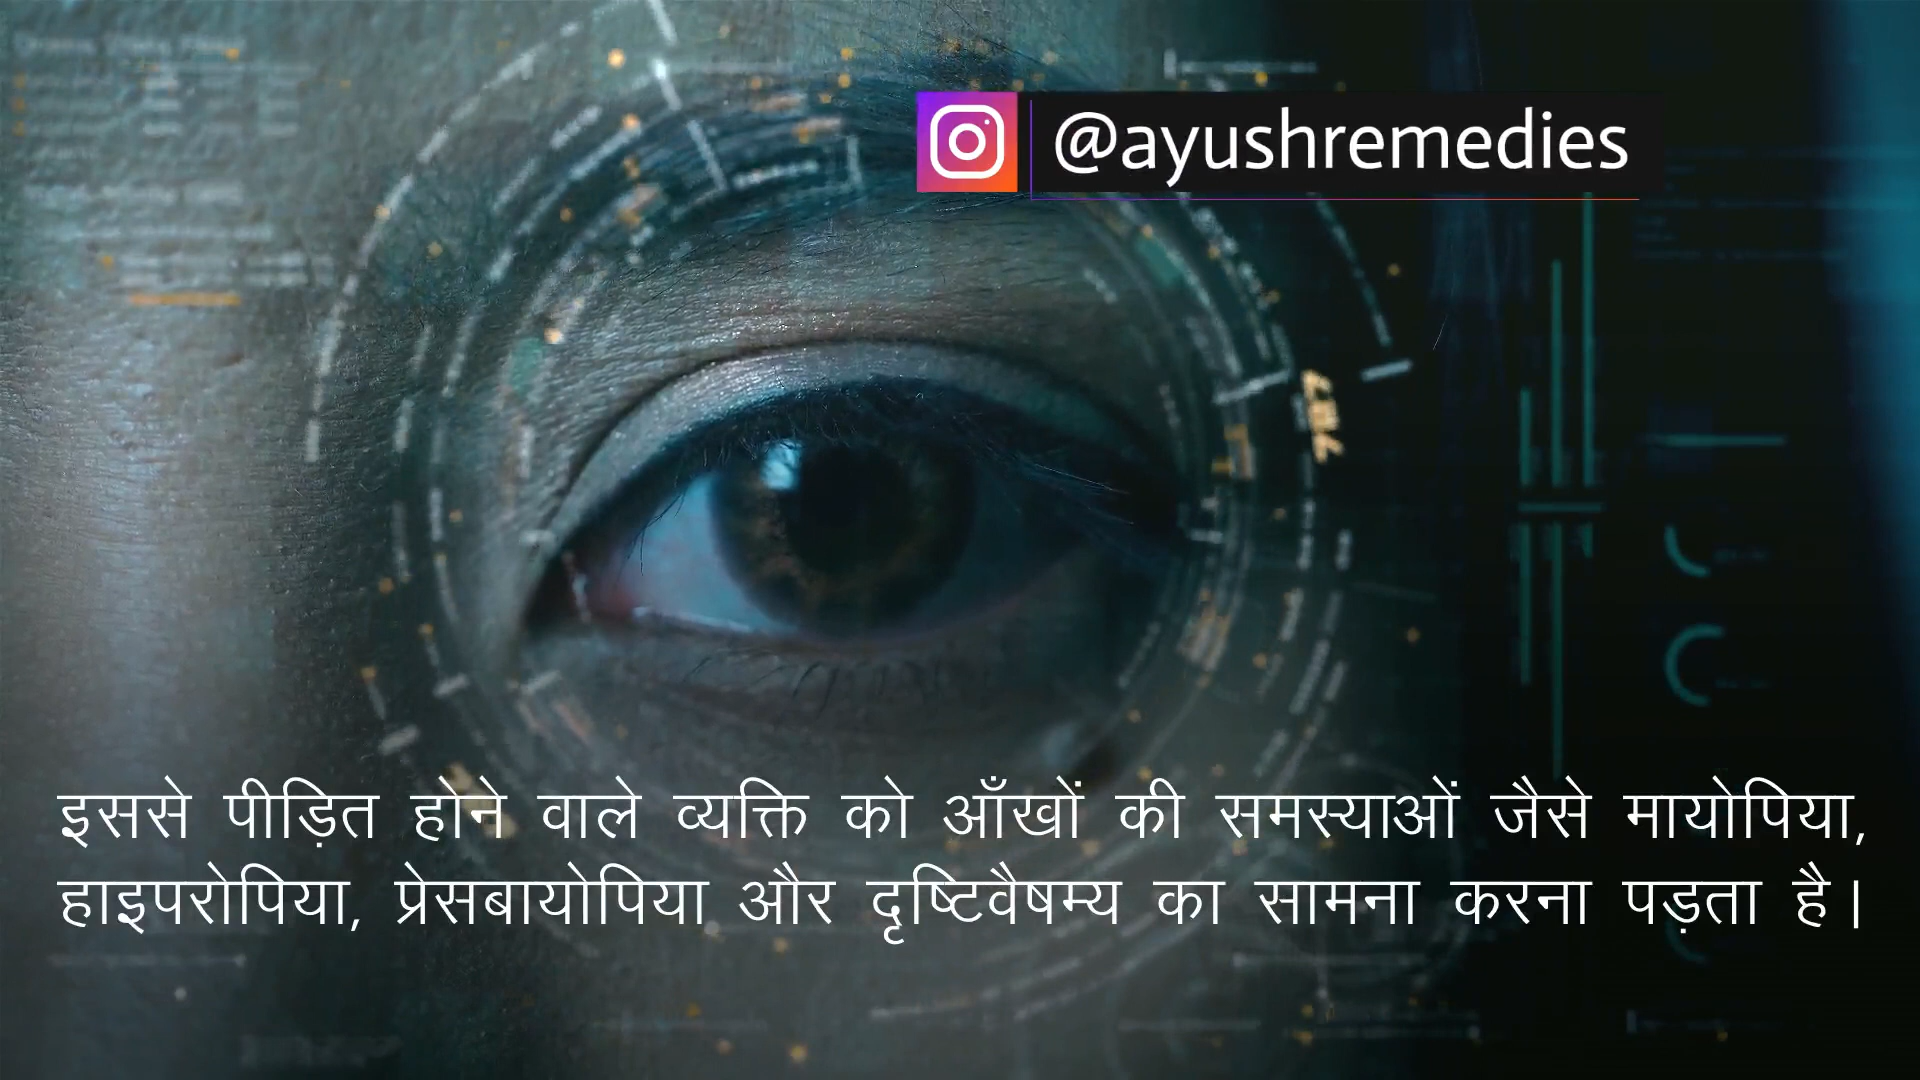 @ayushremedies
इससे पीड़ित होने वाले व्यक्ति को आँखों की समस्याओं जैसे मायोपिया,
हाइपरोपिया, प्रेसबायोपिया और दृष्टिवैषम्य का सामना करना पड़ता है।